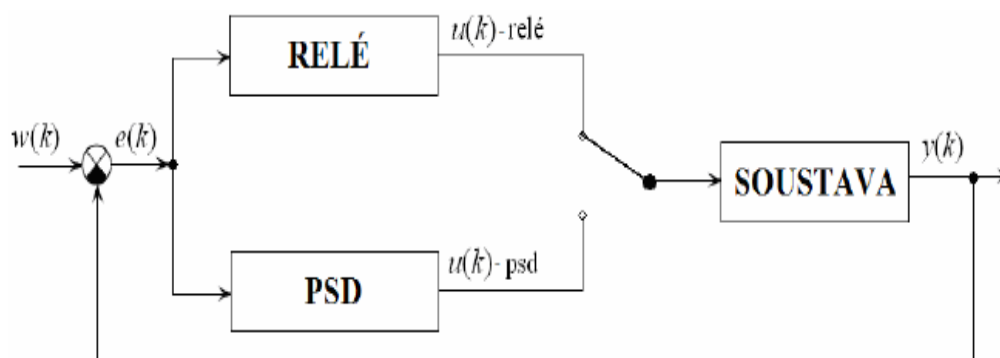 u(k)-relé
RELÉ
w(k)
e(k)
y(k)
SOUSTAVA
u(k)-psd
PSD